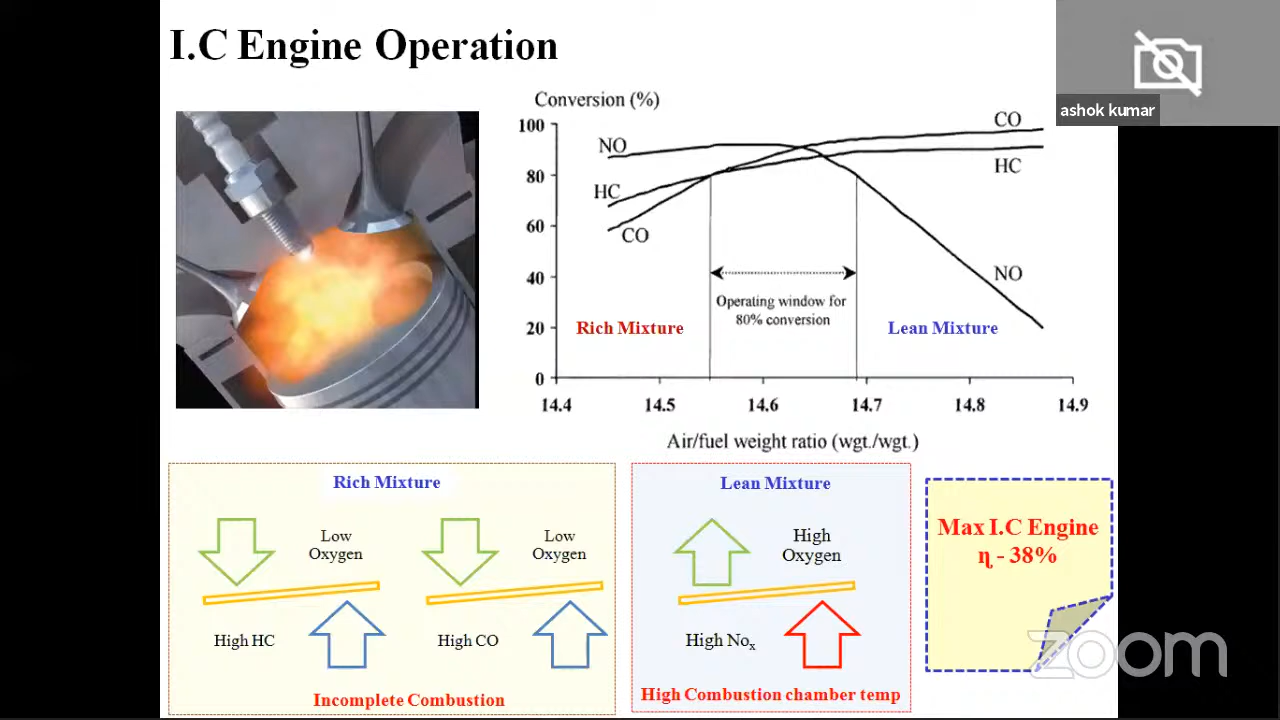 I.C Engine Operation
ashok kumar
Conversion (%)
100
80
60
40
20
0
NO
HC
CO
CO
HC
NO
Operating window for
80% conversion
Rich Mixture
Lean Mixture
14.4
14.5
14.6
14.7
14.8
14.9
Air/fuel weight ratio (wgt./wgt.)
Rich Mixture
Low
Oxygen
High HC
Low
Oxygen
High CO
Incomplete Combustion
Lean Mixture
High
Oxygen
High Nox
High Combustion chamber temp
Max I.C Engine
η - 38%
zoom